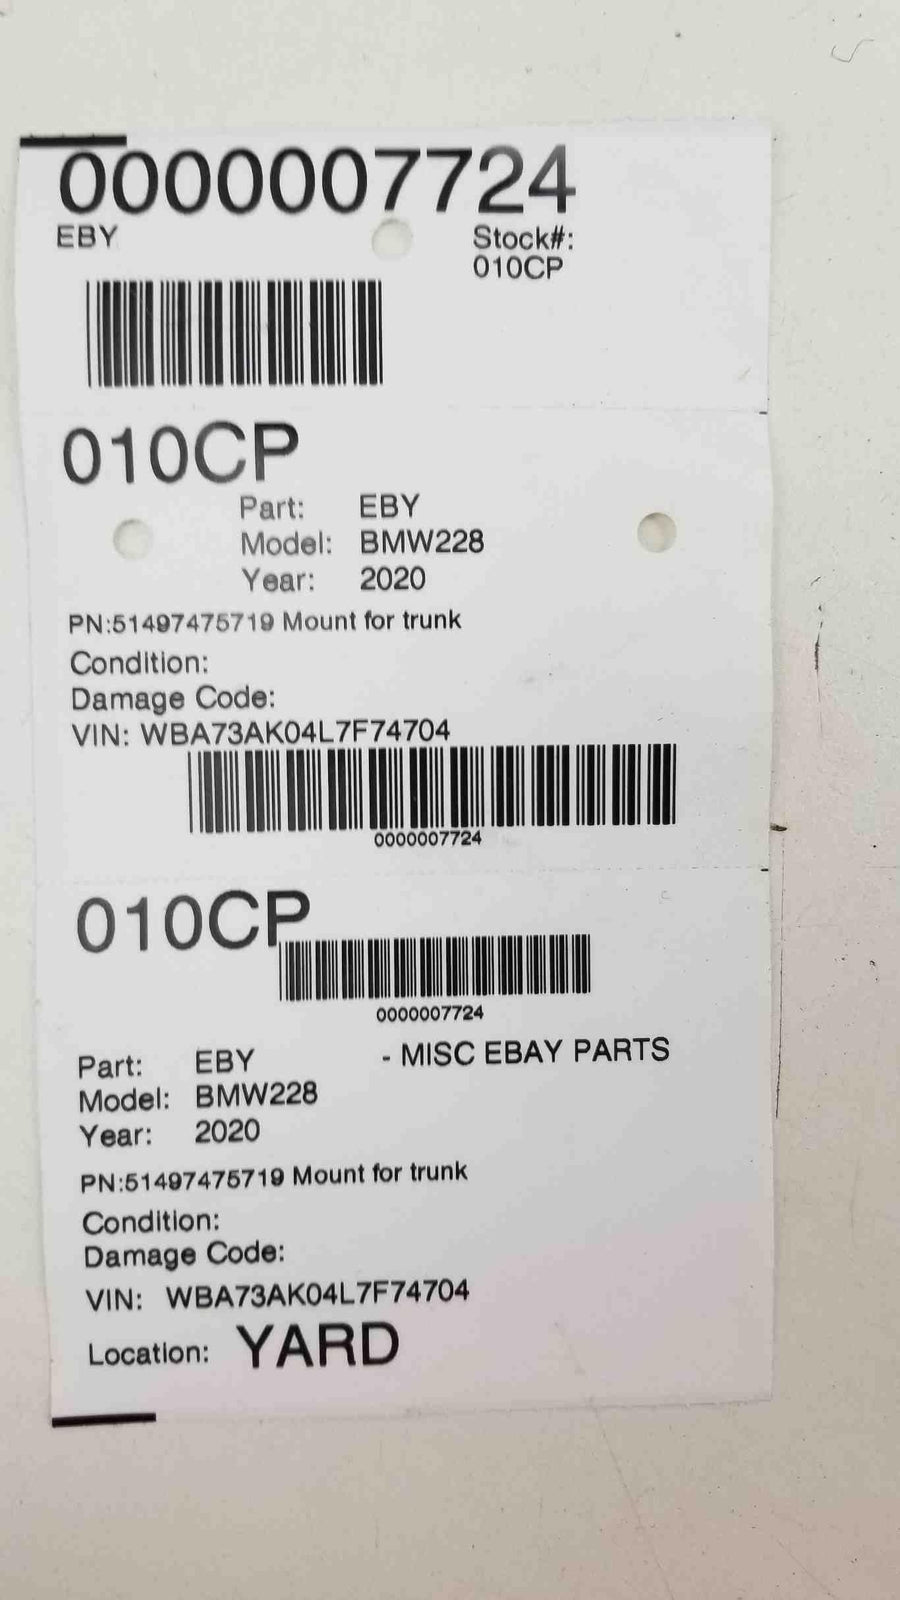 0000007724
EBY
Stock#:
010CP
010CP
Part: EBY
Model: BMW228
Year: 2020
PN:51497475719 Mount for trunk
Condition:
Damage Code:
VIN: WBA73AK04L7F74704
0000007724
010CP
0000007724
Part: EBY - MISC EBAY PARTS
Model: BMW228
Year: 2020
PN:51497475719 Mount for trunk
Condition:
Damage Code:
VIN: WBA73AK04L7F74704
Location: YARD